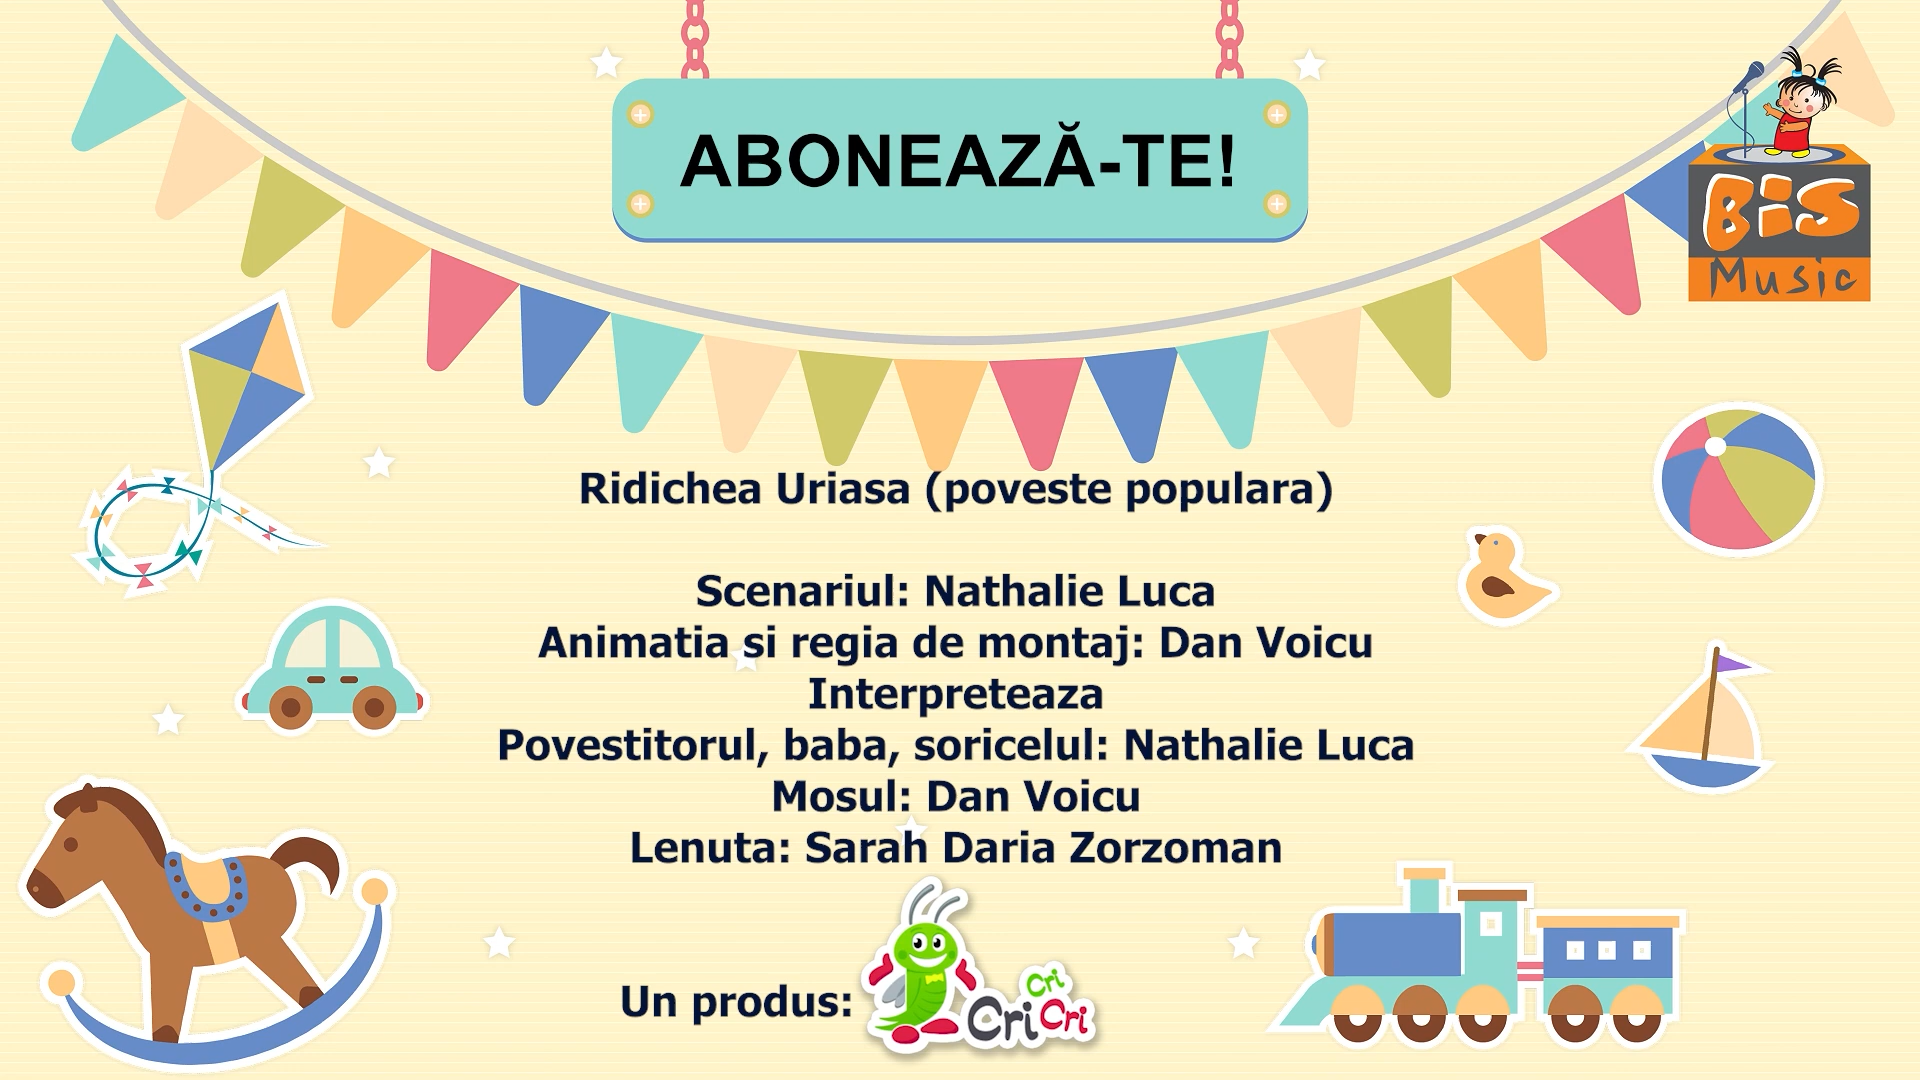 ABONEAZĂ-TE!
BiS
Music
Ridichea Uriasa (poveste populara)
Scenariul: Nathalie Luca
Animatia si regia de montaj: Dan Voicu
Interpreteaza
Povestitorul, baba, soricelul: Nathalie Luca
Mosul: Dan Voicu
Lenuta: Sarah Daria Zorzoman
Un produs:
Cri
Cri Cri